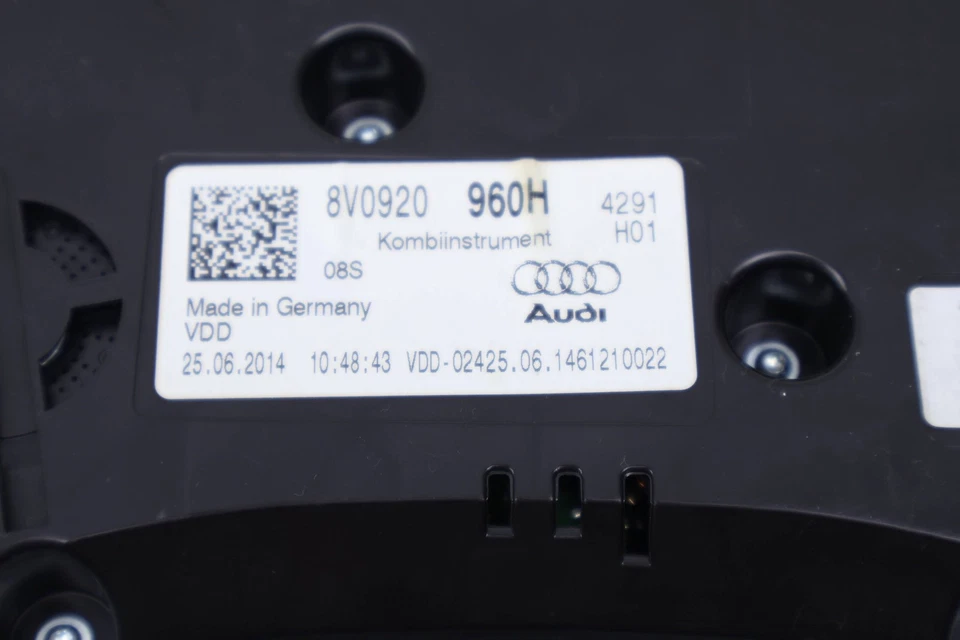 8V0920 960H 4291
Kombiinstrument H01
08S
Audi
Made in Germany
VDD
25.06.2014 10:48:43 VDD-02425.06.1461210022